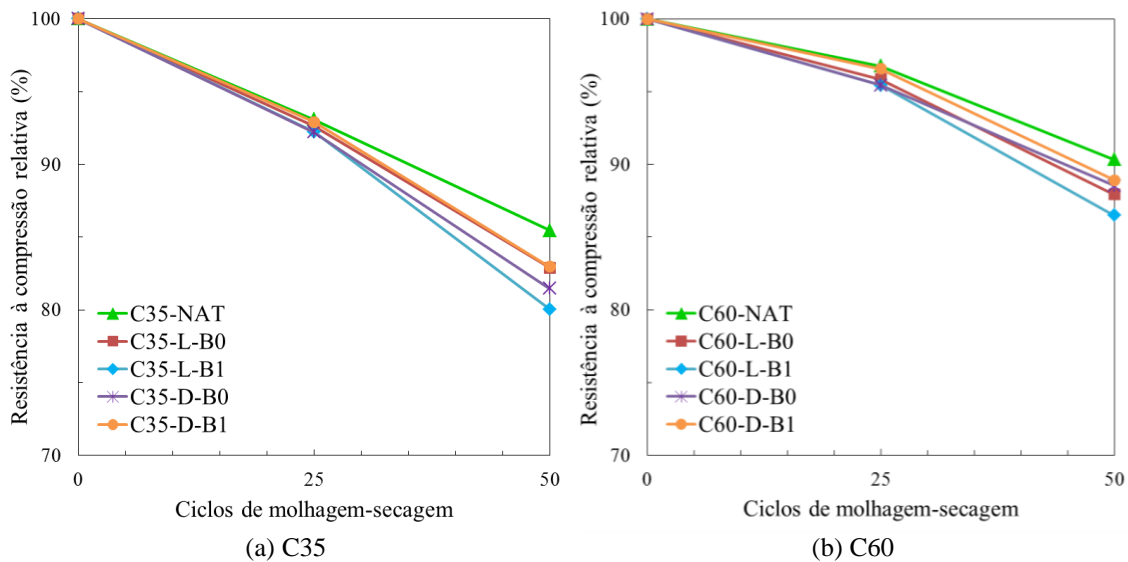 Resistência à compressão relativa (%)
100
90
80
70
C35-NAT
C35-L-B0
C35-L-B1
C35-D-B0
C35-D-B1
0
25
50
Ciclos de molhagem-secagem
(a) C35
Resistência à compressão relativa (%)
100
90
80
70
C60-NAT
C60-L-B0
C60-L-B1
C60-D-B0
C60-D-B1
0
25
50
Ciclos de molhagem-secagem
(b) C60